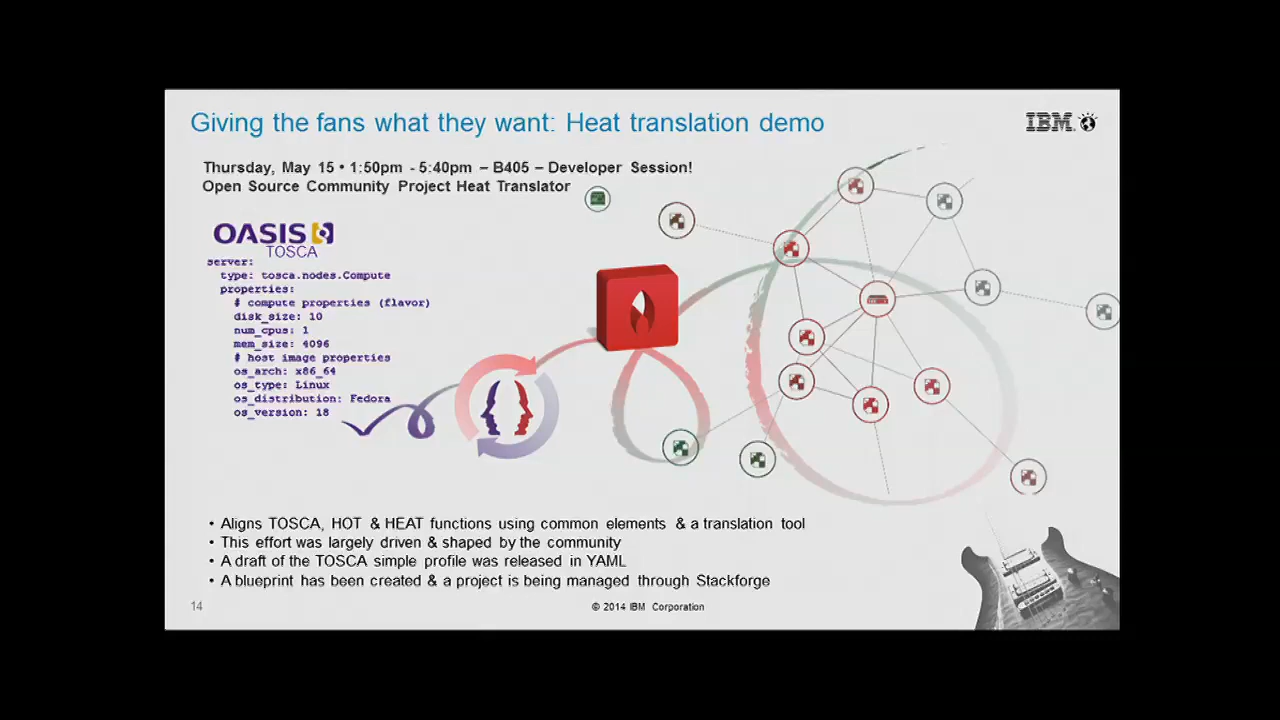 Giving the fans what they want: Heat translation demo
IBM
Thursday, May 15 • 1:50pm - 5:40pm – B405 – Developer Session!
Open Source Community Project Heat Translator
OASIS
TOSCA
server:
type: tosca.nodes.Compute
properties:
# compute properties (flavor)
disk_size: 10
num_cpus: 1
mem_size: 4096
# host image properties
os_arch: x86_64
os_type: Linux
os_distribution: Fedora
os_version: 18
• Aligns TOSCA, HOT & HEAT functions using common elements & a translation tool
• This effort was largely driven & shaped by the community
• A draft of the TOSCA simple profile was released in YAML
• A blueprint has been created & a project is being managed through Stackforge
14
© 2014 IBM Corporation